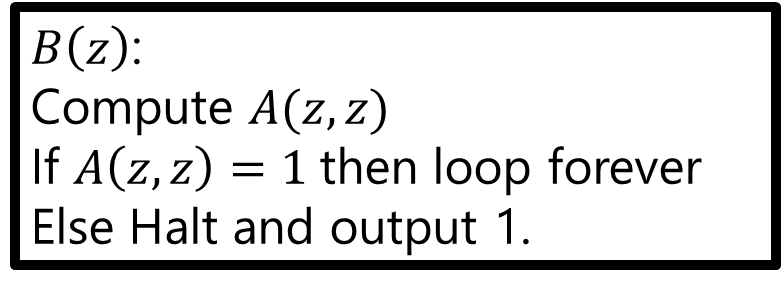 B(z):
Compute A(z, z)
If A(z, z) = 1 then loop forever
Else Halt and output 1.